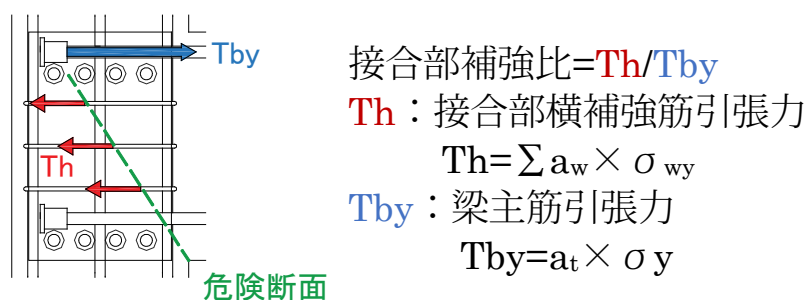 Tby
Th
危険断面
接合部補強比=Th/Tby
Th：接合部横補強筋引張力
Th=∑aw×σwy
Tby：梁主筋引張力
Tby=at×σy